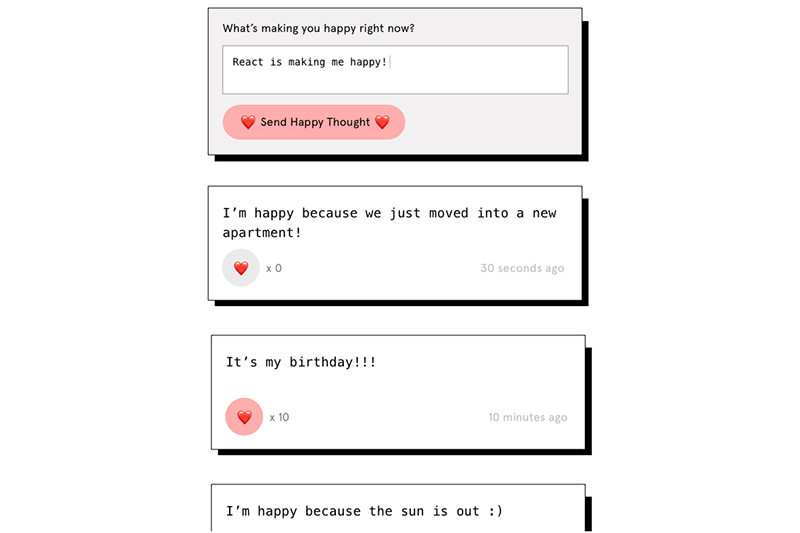 What's making you happy right now?
React is making me happy!
❤️ Send Happy Thought ❤️
I’m happy because we just moved into a new
apartment!
❤️ x 0
30 seconds ago
It’s my birthday!!!
❤️ x 10
10 minutes ago
I’m happy because the sun is out :)